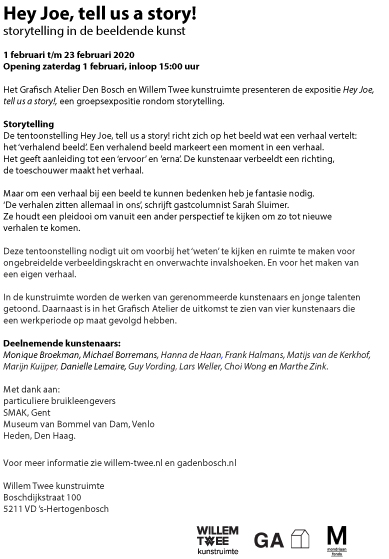 Hey Joe, tell us a story!
storytelling in de beeldende kunst
1 februari t/m 23 februari 2020
Opening zaterdag 1 februari, inloop 15:00 uur
Het Grafisch Atelier Den Bosch en Willem Twee kunstruimte presenteren de expositie Hey Joe,
tell us a story!, een groepsexpositie rondom storytelling.
Storytelling
De tentoonstelling Hey Joe, tell us a story! richt zich op het beeld wat een verhaal vertelt:
het ‘verhalend beeld’. Een verhalend beeld markeert een moment in een verhaal.
Het geeft aanleiding tot een ‘ervoor’ en ‘erna’. De kunstenaar verbeeldt een richting,
de toeschouwer maakt het verhaal.
Maar om een verhaal bij een beeld te kunnen bedenken heb je fantasie nodig.
‘De verhalen zitten allemaal in ons’, schrijft gastcolumnist Sarah Sluimer.
Ze houdt een pleidooi om vanuit een ander perspectief te kijken om zo tot nieuwe
verhalen te komen.
Deze tentoonstelling nodigt uit om voorbij het ‘weten’ te kijken en ruimte te maken voor
ongebreidelde verbeeldingskracht en onverwachte invalshoeken. En voor het maken van
een eigen verhaal.
In de kunstruimte worden de werken van gerenommeerde kunstenaars en jonge talenten
getoond. Daarnaast is in het Grafisch Atelier de uitkomst te zien van vier kunstenaars die
een werkperiode op maat gevolgd hebben.
Deelnemende kunstenaars:
Monique Broekman, Michael Borremans, Hanna de Haan, Frank Halmans, Matijs van de Kerkhof,
Marijn Kuijper, Danielle Lemaire, Guy Vording, Lars Weller, Choi Wong en Marthe Zink.
Met dank aan:
particuliere bruikleengevers
SMAK, Gent
Museum van Bommel van Dam, Venlo
Heden, Den Haag.
Voor meer informatie zie willem-twee.nl en gadenbosch.nl
Willem Twee kunstruimte
Boschdijkstraat 100
5211 VD 's-Hertogenbosch
WILLEM
TWEE
kunstruimte
GA
M
mondriaan
fonds